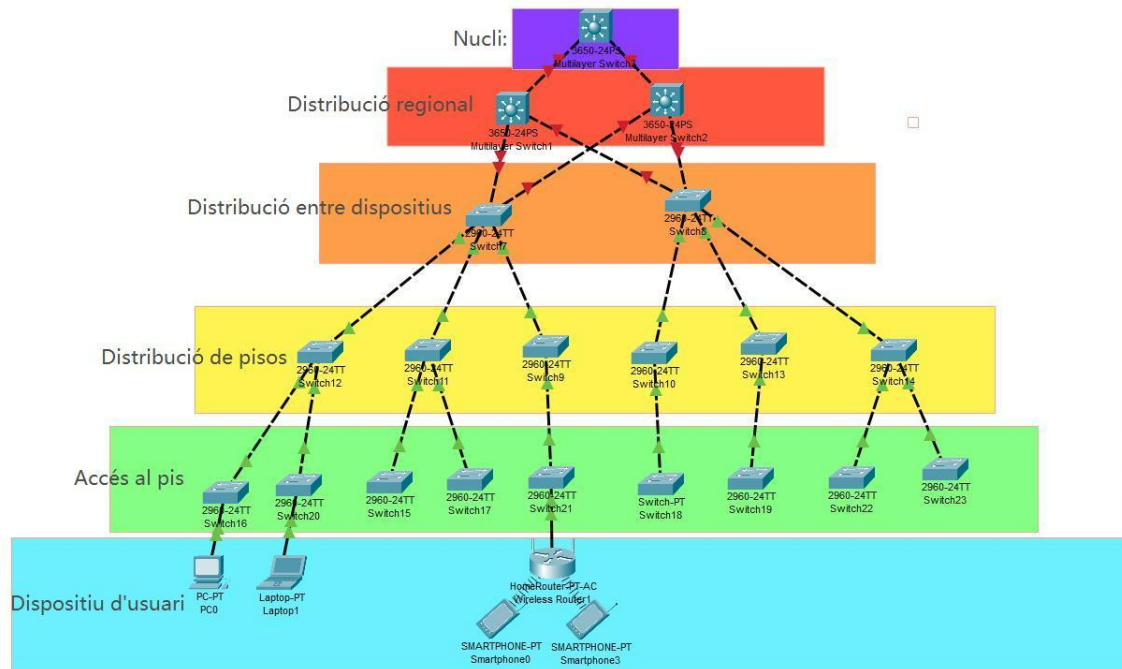 Nucli:
3650-24PS
Distribució regional
3650-24PS
Multilayer Switch1
3650-24PS
Multilayer Switch2
Distribució entre dispositius
2960-24TT
Switch7
2960-24TT
Distribució de pisos
2960-24TT
Switch12
2960-24TT
Switch11
2960-24TT
Switch9
2960-24TT
Switch10
2960-24TT
Switch13
2960-24TT
Switch14
Accés al pis
2960-24TT
Switch16
2960-24TT
Switch20
2960-24TT
Switch15
2960-24TT
Switch17
2960-24TT
Switch21
Switch-PT
Switch18
2960-24TT
Switch19
2960-24TT
Switch22
2960-24TT
Switch23
Dispositiu d'usuari
PC-PT
PC0
Laptop-PT
Laptop1
HomeRouter-PT-AC
Wireless Router1
SMARTPHONE-PT
Smartphone0
SMARTPHONE-PT
Smartphone3